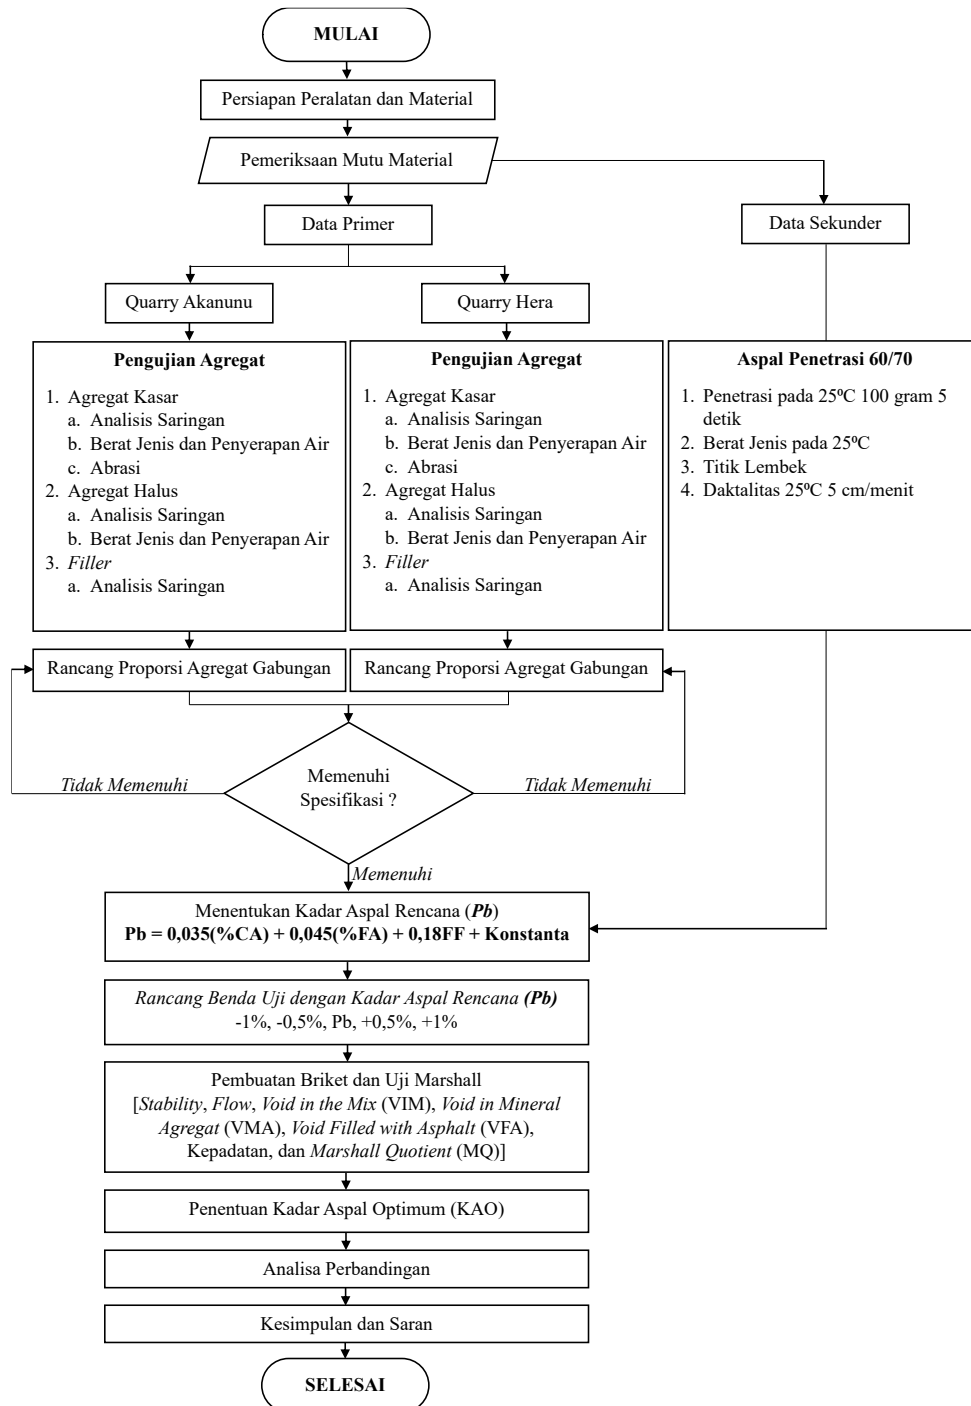 MULAI
Persiapan Peralatan dan Material
Pemeriksaan Mutu Material
Data Primer
Data Sekunder
Quarry Akanunu
Quarry Hera
Pengujian Agregat
1. Agregat Kasar
a. Analisis Saringan
b. Berat Jenis dan Penyerapan Air
c. Abrasi
2. Agregat Halus
a. Analisis Saringan
b. Berat Jenis dan Penyerapan Air
3. Filler
a. Analisis Saringan
Pengujian Agregat
1. Agregat Kasar
a. Analisis Saringan
b. Berat Jenis dan Penyerapan Air
c. Abrasi
2. Agregat Halus
a. Analisis Saringan
b. Berat Jenis dan Penyerapan Air
3. Filler
a. Analisis Saringan
Aspal Penetrasi 60/70
1. Penetrasi pada 25⁰C 100 gram 5
detik
2. Berat Jenis pada 25⁰C
3. Titik Lembek
4. Daktalitas 25⁰C 5 cm/menit
Rancang Proporsi Agregat Gabungan
Rancang Proporsi Agregat Gabungan
Tidak Memenuhi
Memenuhi
Spesifikasi ?
Tidak Memenuhi
Memenuhi
Menentukan Kadar Aspal Rencana (Pb)
Pb = 0,035(%CA) + 0,045(%FA) + 0,18FF + Konstanta
Rancang Benda Uji dengan Kadar Aspal Rencana (Pb)
-1%, -0,5%, Pb, +0,5%, +1%
Pembuatan Briket dan Uji Marshall
[Stability, Flow, Void in the Mix (VIM), Void in Mineral
Agregat (VMA), Void Filled with Asphalt (VFA),
Kepadatan, dan Marshall Quotient (MQ)]
Penentuan Kadar Aspal Optimum (KAO)
Analisa Perbandingan
Kesimpulan dan Saran
SELESAI